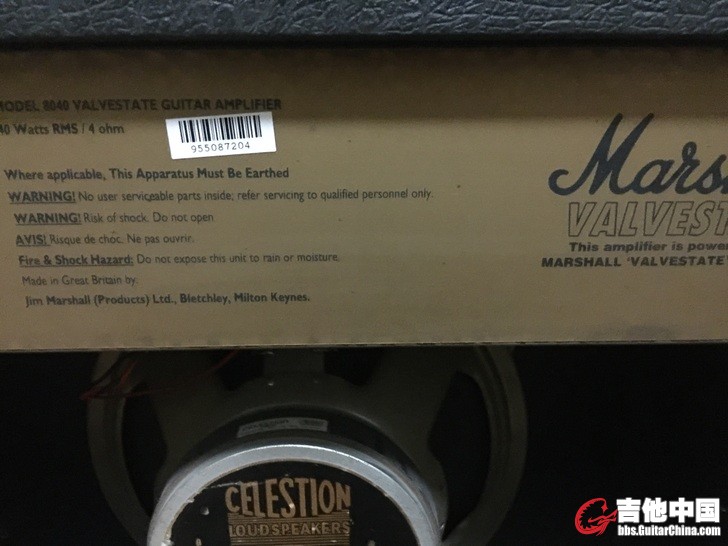 MODEL 8040 VALVESTATE GUITAR AMPLIFIER
40 Watts RMS / 4 ohm
955087204
Where applicable, This Apparatus Must Be Earthed
WARNING! No user serviceable parts inside; refer servicing to qualified personnel only.
WARNING! Risk of shock. Do not open
AVIS! Risque de choc. Ne pas ouvrir.
Fire & Shock Hazard: Do not expose this unit to rain or moisture.
Made in Great Britain by:
Jim Marshall (Products) Ltd., Bletchley, Milton Keynes.
Mars
VALVEST
This amplifier is power
MARSHALL 'VALVESTATE'
CELESTION
LOUDSPEAKERS
吉他中国
bbs.GuitarChina.com